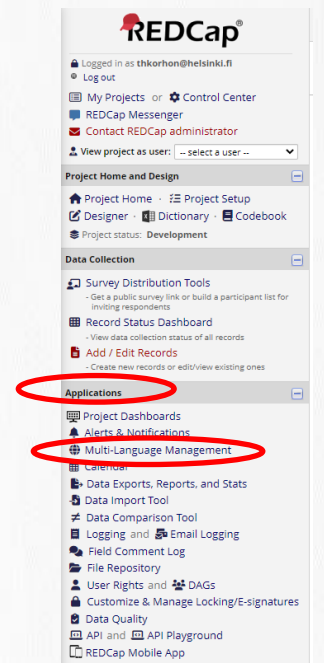 REDCap®
Logged in as thkorhon@helsinki.fi
Log out
My Projects or Control Center
REDCap Messenger
Contact REDCap administrator
View project as user: -- select a user --
Project Home and Design
Project Home · Project Setup
Designer · Dictionary · Codebook
Project status: Development
Data Collection
Survey Distribution Tools
- Get a public survey link or build a participant list for
inviting respondents
Record Status Dashboard
- View data collection status of all records
Add / Edit Records
- Create new records or edit/view existing ones
Applications
Project Dashboards
Alerts & Notifications
Multi-Language Management
Calendar
Data Exports, Reports, and Stats
Data Import Tool
Data Comparison Tool
Logging and Email Logging
Field Comment Log
File Repository
User Rights and DAGs
Customize & Manage Locking/E-signatures
Data Quality
API and API Playground
REDCap Mobile App